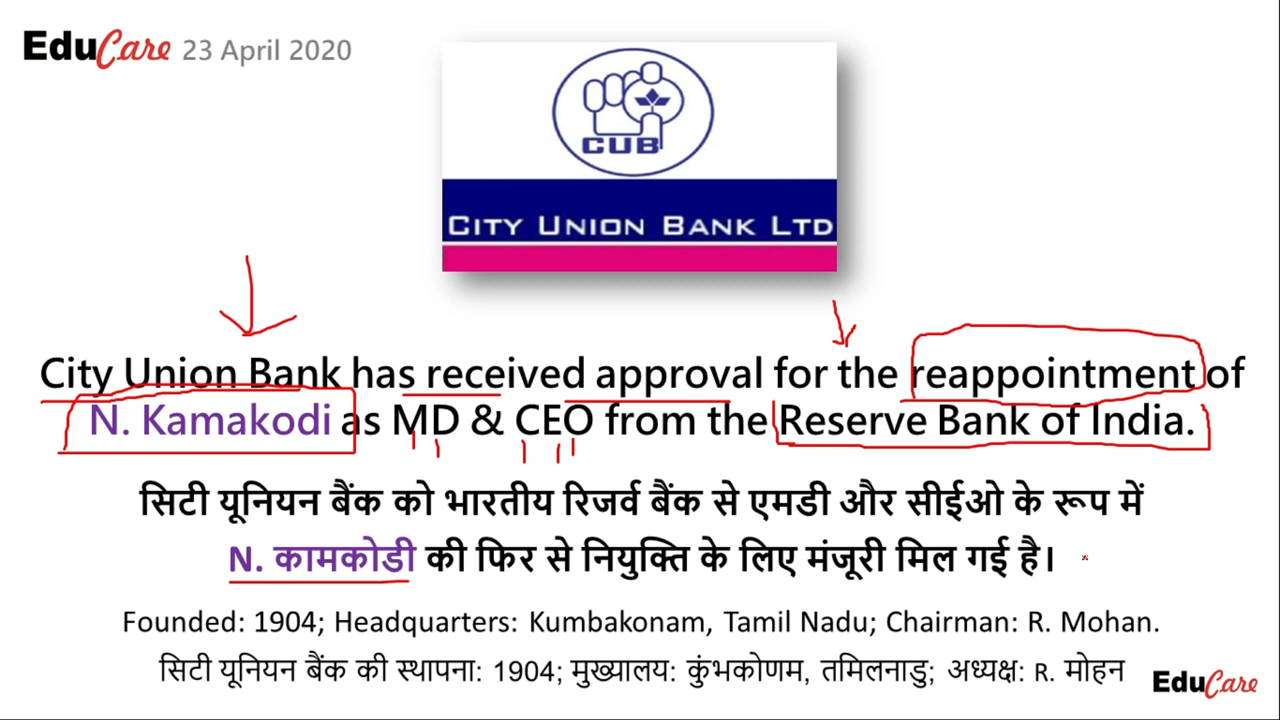 EduCare 23 April 2020
CUB
CITY UNION BANK LTD
City Union Bank has received approval for the reappointment of
N. Kamakodi as MD & CEO from the Reserve Bank of India.
सिटी यूनियन बैंक को भारतीय रिजर्व बैंक से एमडी और सीईओ के रूप में
N. कामकोडी की फिर से नियुक्ति के लिए मंजूरी मिल गई है।
Founded: 1904; Headquarters: Kumbakonam, Tamil Nadu; Chairman: R. Mohan.
सिटी यूनियन बैंक की स्थापना: 1904; मुख्यालय: कुंभकोणम, तमिलनाडु; अध्यक्ष: R. मोहन
EduCare